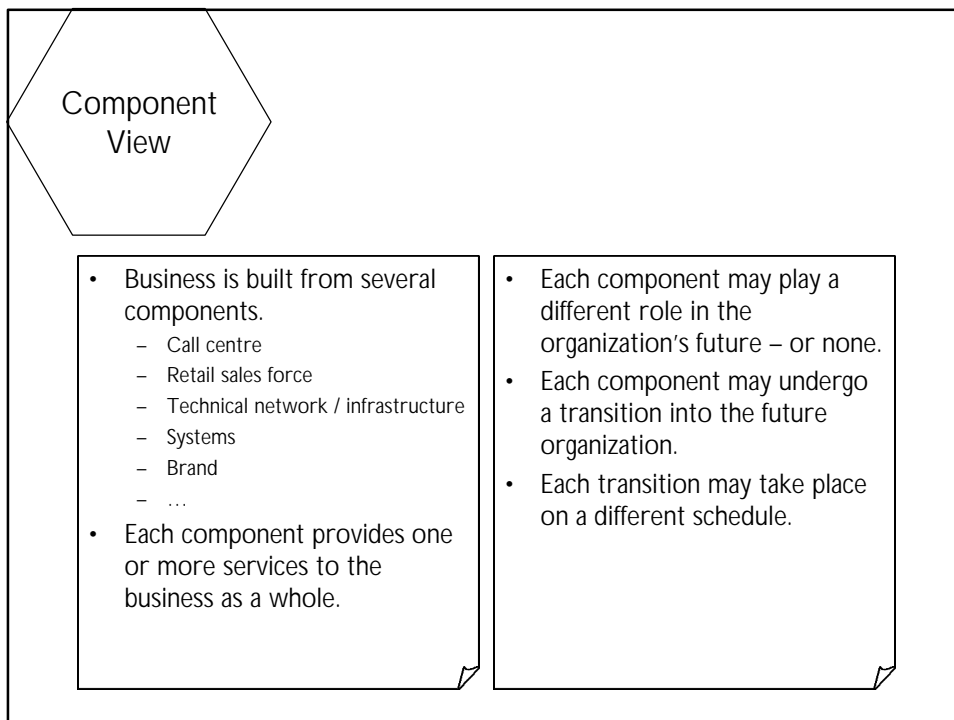 Component
View
• Business is built from several
components.
– Call centre
– Retail sales force
– Technical network / infrastructure
– Systems
– Brand
– …
• Each component provides one
or more services to the
business as a whole.
• Each component may play a
different role in the
organization's future – or none.
• Each component may undergo
a transition into the future
organization.
• Each transition may take place
on a different schedule.